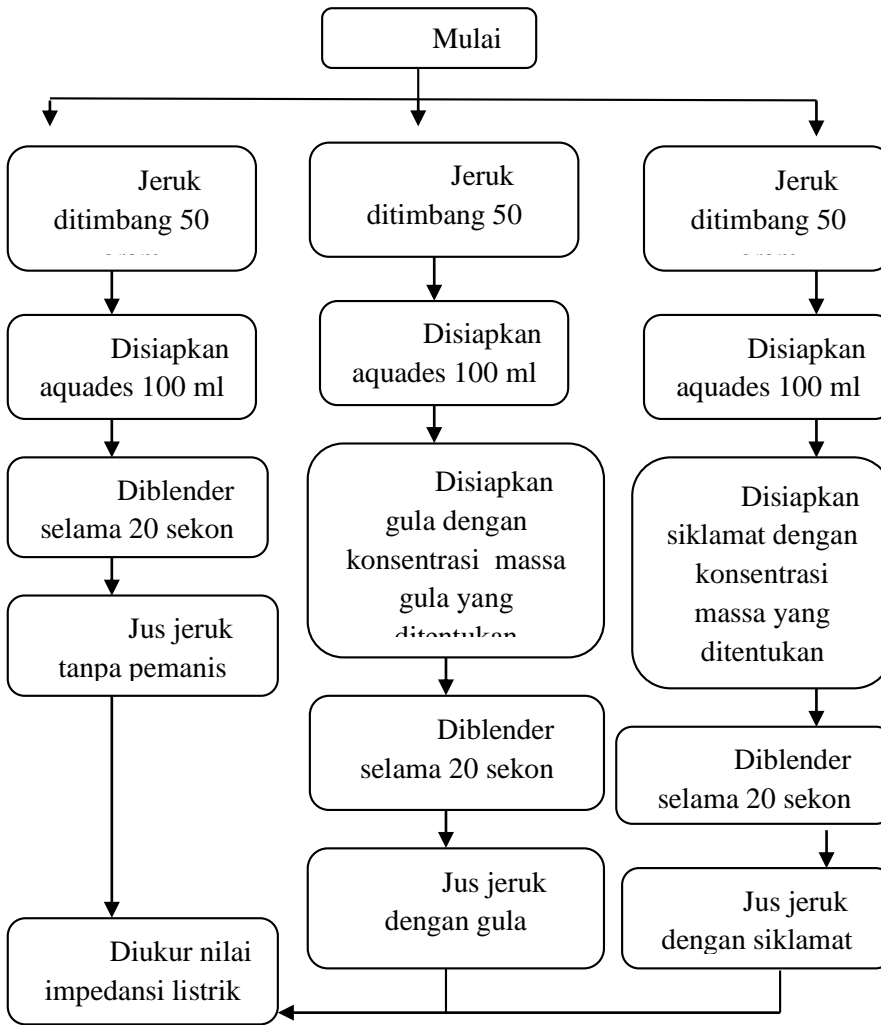 Mulai
Jeruk
ditimbang 50
Disiapkan
aquades 100 ml
Diblender
selama 20 sekon
Jus jeruk
tanpa pemanis
Diukur nilai
impedansi listrik
Jeruk
ditimbang 50
Disiapkan
aquades 100 ml
Disiapkan
gula dengan
konsentrasi massa
gula yang
ditentukan
Diblender
selama 20 sekon
Jus jeruk
dengan gula
Jeruk
ditimbang 50
Disiapkan
aquades 100 ml
Disiapkan
siklamat dengan
konsentrasi
massa yang
ditentukan
Diblender
selama 20 sekon
Jus jeruk
dengan siklamat